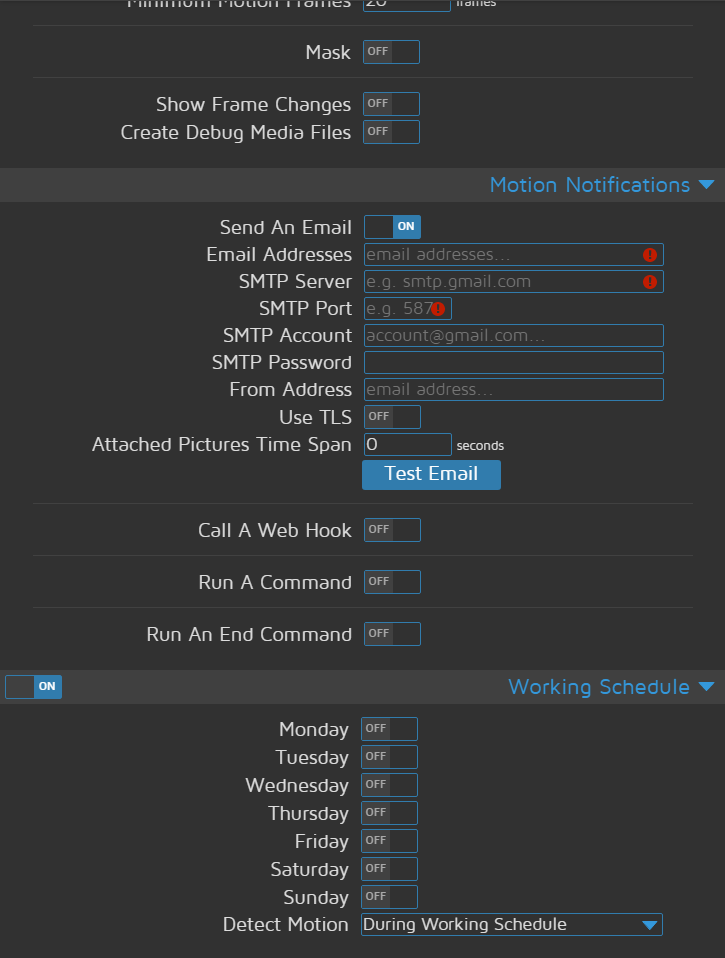 Minimum Motion Frames 20 frames
Mask OFF
Show Frame Changes OFF
Create Debug Media Files OFF
Motion Notifications
Send An Email ON
Email Addresses email addresses...
SMTP Server e.g. smtp.gmail.com
SMTP Port e.g. 587
SMTP Account account@gmail.com...
SMTP Password
From Address email address...
Use TLS OFF
Attached Pictures Time Span 0 seconds
Test Email
Call A Web Hook OFF
Run A Command OFF
Run An End Command OFF
ON Working Schedule
Monday OFF
Tuesday OFF
Wednesday OFF
Thursday OFF
Friday OFF
Saturday OFF
Sunday OFF
Detect Motion During Working Schedule